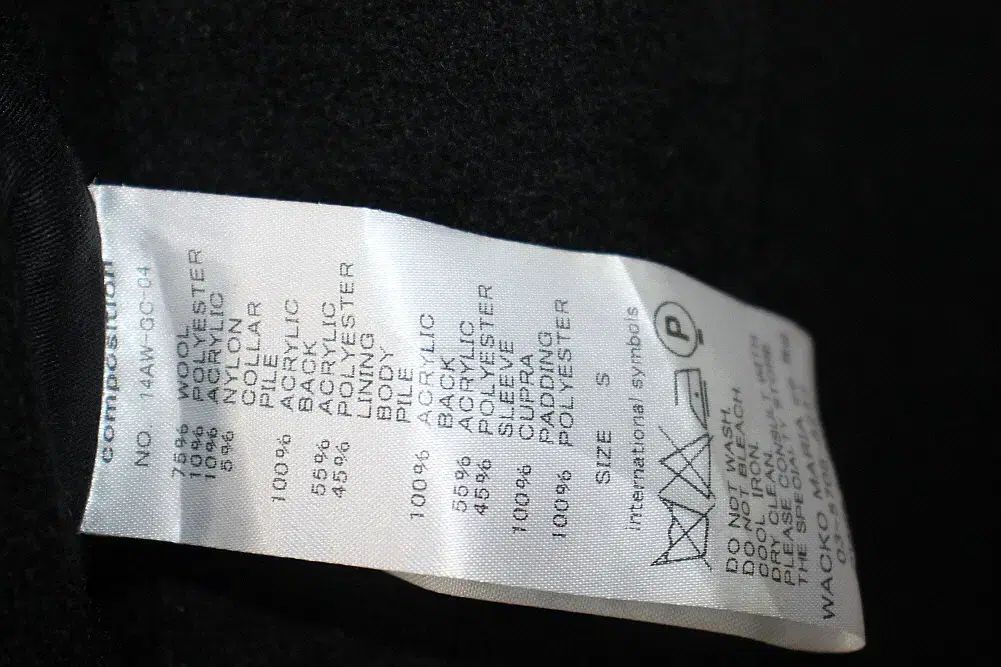 composition
NO. 14AW-GC-04
75% WOOL
10% POLYESTER
10% ACRYLIC
5% NYLON
COLLAR
PILE
100% ACRYLIC
BACK
55% ACRYLIC
45% POLYESTER
LINING
BODY
PILE
100% ACRYLIC
BACK
55% ACRYLIC
45% POLYESTER
SLEEVE
100% CUPRA
PADDING
100% POLYESTER
SIZE S
international symbols
P
DO NOT WASH.
DO NOT BLEACH.
COOL IRON.
DRY CLEAN.
PLEASE CONSULT WITH
THE SPECIALTY STORE
WACKO MARIA